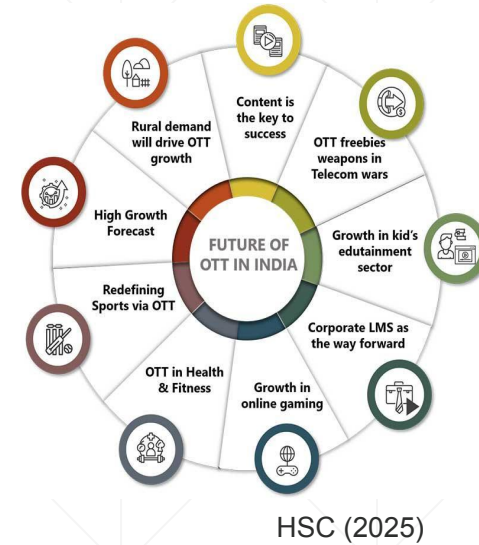 Content is
the key to
success
OTT freebies
weapons in
Telecom wars
Growth in kid's
edutainment
sector
Corporate LMS as
the way forward
Growth in
online gaming
OTT in Health
& Fitness
Redefining
Sports via OTT
High Growth
Forecast
Rural demand
will drive OTT
growth
FUTURE OF
OTT IN INDIA
HSC (2025)